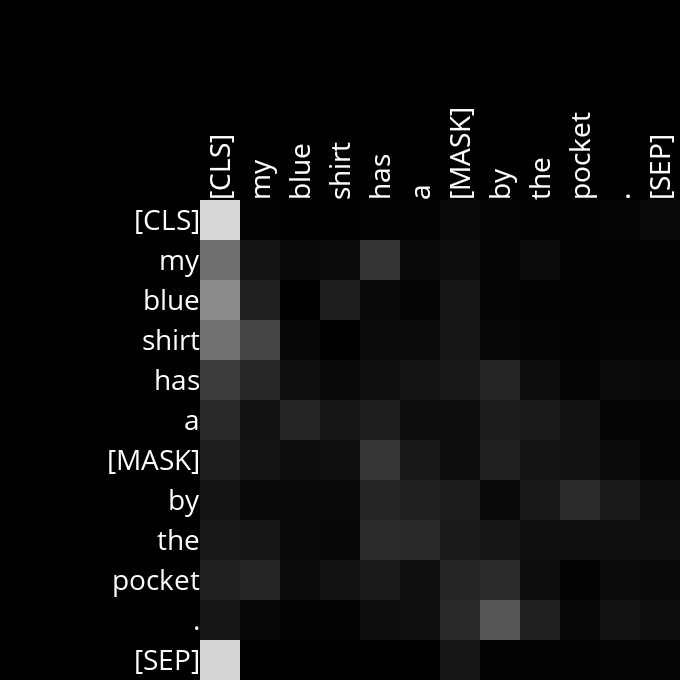 [CLS] my blue shirt has a [MASK] by the pocket . [SEP]
[CLS]
my
blue
shirt
has
a
[MASK]
by
the
pocket
.
[SEP]